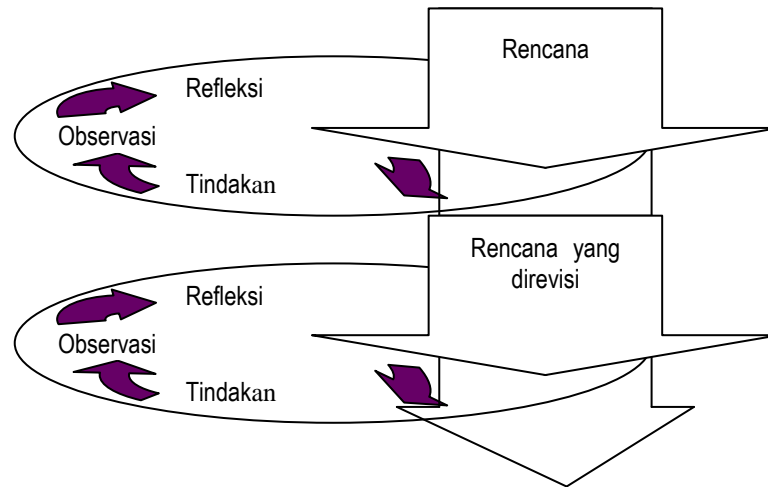 Rencana
Refleksi
Observasi
Tindakan
Rencana yang
direvisi
Refleksi
Observasi
Tindakan